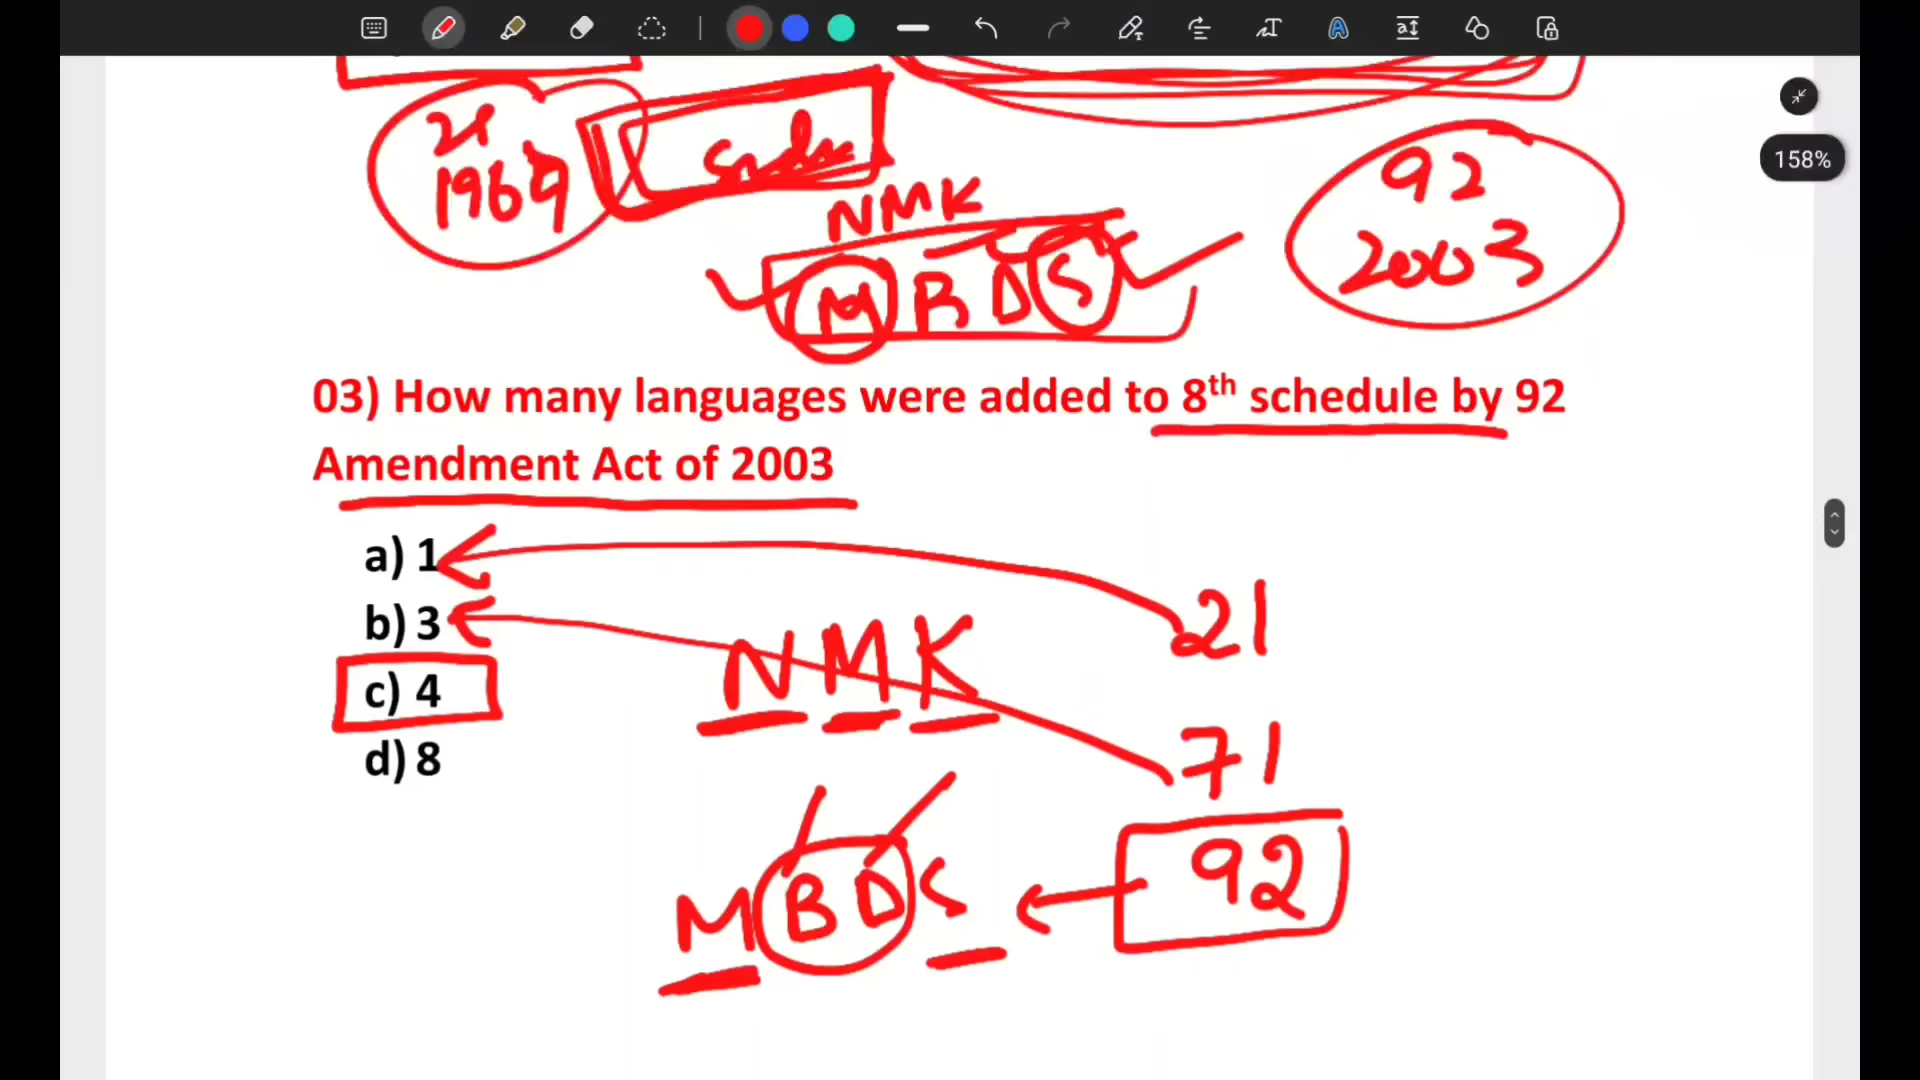 158%
21
1967
NMK
92
2003
MBDS
03) How many languages were added to 8th schedule by 92
Amendment Act of 2003
a) 1
b) 3
c) 4
d) 8
21
NMK
71
92
MBDS